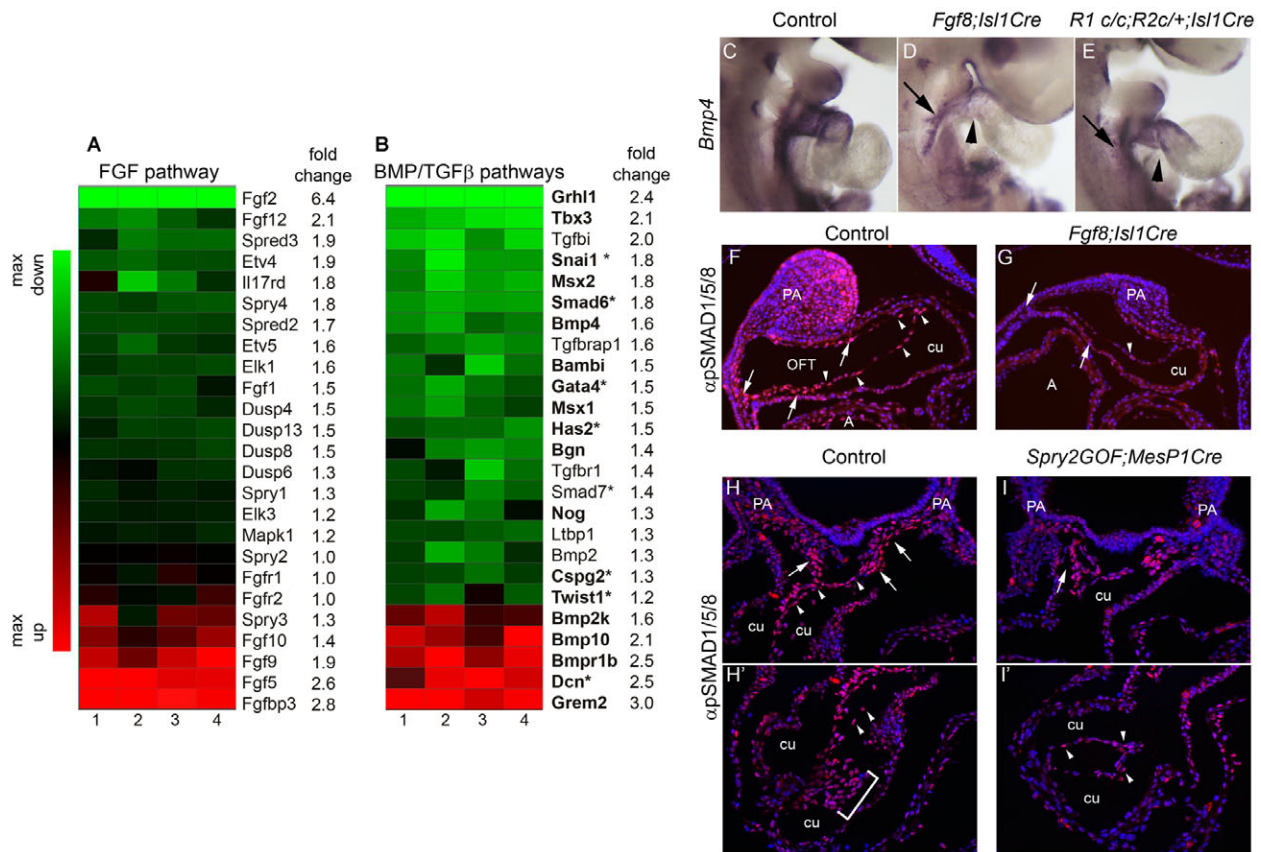 A
FGF pathway
fold change
Fgf2 6.4
Fgf12 2.1
Spred3 1.9
Etv4 1.9
Il17rd 1.8
Spry4 1.8
Spred2 1.7
Etv5 1.6
Elk1 1.6
Fgf1 1.5
Dusp4 1.5
Dusp13 1.5
Dusp8 1.5
Dusp6 1.3
Spry1 1.3
Elk3 1.2
Mapk1 1.2
Spry2 1.0
Fgfr1 1.0
Fgfr2 1.0
Spry3 1.3
Fgf10 1.4
Fgf9 1.9
Fgf5 2.6
Fgfbp3 2.8
1 2 3 4
max down
max up
B
BMP/TGFβ pathways
fold change
Grhl1 2.4
Tbx3 2.1
Tgfbi 2.0
Snai1 * 1.8
Msx2 1.8
Smad6* 1.8
Bmp4 1.6
Tgfbrap1 1.6
Bambi 1.5
Gata4* 1.5
Msx1 1.5
Has2* 1.5
Bgn 1.4
Tgfbr1 1.4
Smad7* 1.4
Nog 1.3
Ltbp1 1.3
Bmp2 1.3
Cspg2* 1.3
Twist1* 1.2
Bmp2k 1.6
Bmp10 2.1
Bmpr1b 2.5
Dcn* 2.5
Grem2 3.0
1 2 3 4
Control Fgf8;Isl1Cre R1 c/c;R2c/+;Isl1Cre
C D E
Bmp4
Control Fgf8;Isl1Cre
F PA OFT cu A
G PA cu A
αpSMAD1/5/8
Control Spry2GOF;MesP1Cre
H PA PA cu cu
I PA PA cu
H' cu cu
I' cu cu
αpSMAD1/5/8